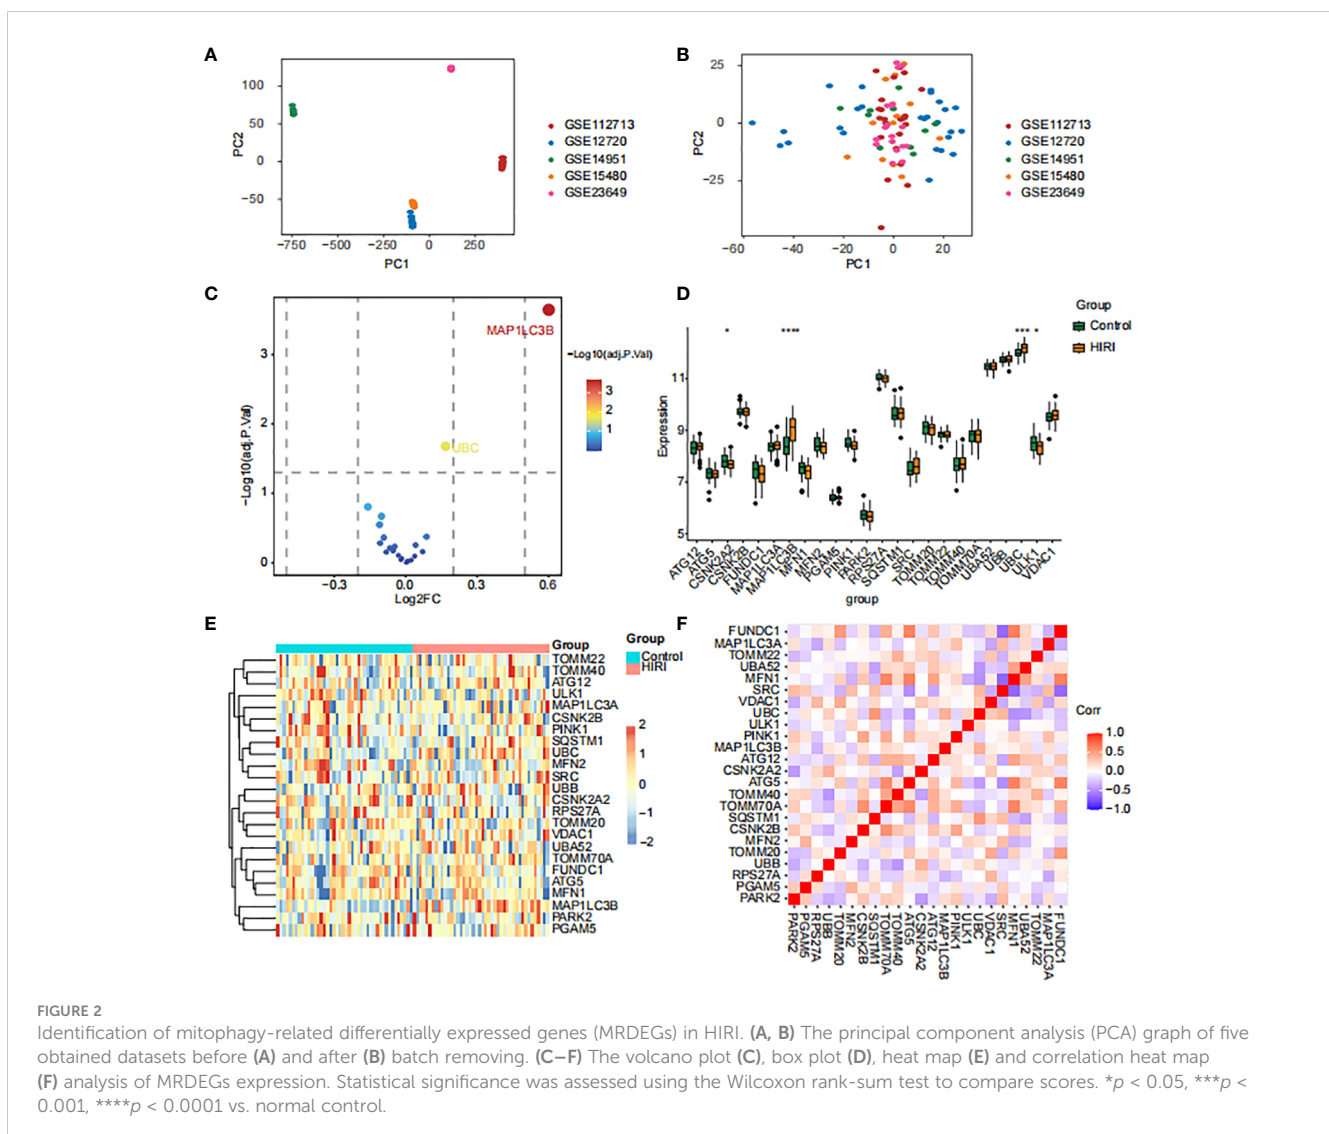 A
PC2
100
50
0
−50
−750
−500
−250
0
250
PC1
GSE112713
GSE12720
GSE14951
GSE15480
GSE23649
B
PC2
25
0
−25
−60
−40
−20
0
20
PC1
GSE112713
GSE12720
GSE14951
GSE15480
GSE23649
C
−Log10(adj.P.Val)
3
2
1
0
MAP1LC3B
UBC
−0.3
0.0
0.3
0.6
Log2FC
−Log10(adj.P.Val)
3
2
1
D
Group
Control
HIRI
* **** *** *
Expression
11
9
7
5
ATG12
ATG5
CSNK2A2
CSNK2B
FUNDC1
MAP1LC3A
MAP1LC3B
MFN1
MFN2
PGAM5
PINK1
PARK2
RPS27A
SQSTM1
SRC
TOMM20
TOMM22
TOMM40
TOMM70A
UBA52
UBB
UBC
ULK1
VDAC1
group
E
Group
TOMM22
TOMM40
ATG12
ULK1
MAP1LC3A
CSNK2B
PINK1
SQSTM1
UBC
MFN2
SRC
UBB
CSNK2A2
RPS27A
TOMM20
VDAC1
UBA52
TOMM70A
FUNDC1
ATG5
MFN1
MAP1LC3B
PARK2
PGAM5
Group
Control
HIRI
2
1
0
−1
−2
F
FUNDC1
MAP1LC3A
TOMM22
UBA52
MFN1
SRC
VDAC1
UBC
ULK1
PINK1
MAP1LC3B
ATG12
CSNK2A2
ATG5
TOMM40
TOMM70A
SQSTM1
CSNK2B
MFN2
TOMM20
UBB
RPS27A
PGAM5
PARK2
PARK2
PGAM5
RPS27A
UBB
TOMM20
MFN2
CSNK2B
SQSTM1
TOMM70A
TOMM40
ATG5
CSNK2A2
ATG12
MAP1LC3B
PINK1
ULK1
UBC
VDAC1
SRC
MFN1
UBA52
TOMM22
MAP1LC3A
FUNDC1
Corr
1.0
0.5
0.0
−0.5
−1.0
FIGURE 2
Identification of mitophagy-related differentially expressed genes (MRDEGs) in HIRI. (A, B) The principal component analysis (PCA) graph of five
obtained datasets before (A) and after (B) batch removing. (C–F) The volcano plot (C), box plot (D), heat map (E) and correlation heat map
(F) analysis of MRDEGs expression. Statistical significance was assessed using the Wilcoxon rank-sum test to compare scores. *p < 0.05, ***p <
0.001, ****p < 0.0001 vs. normal control.